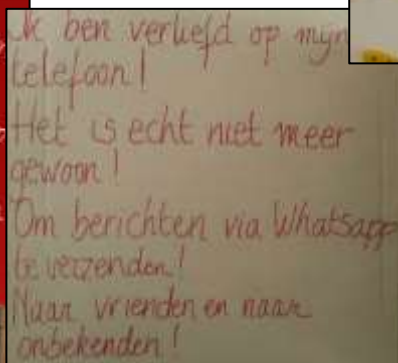 Ik ben verliefd op mijn
telefoon!
Het is echt niet meer
gewoon!
Om berichten via Whatsapp
te verzenden!
Naar vrienden en naar
onbekenden!